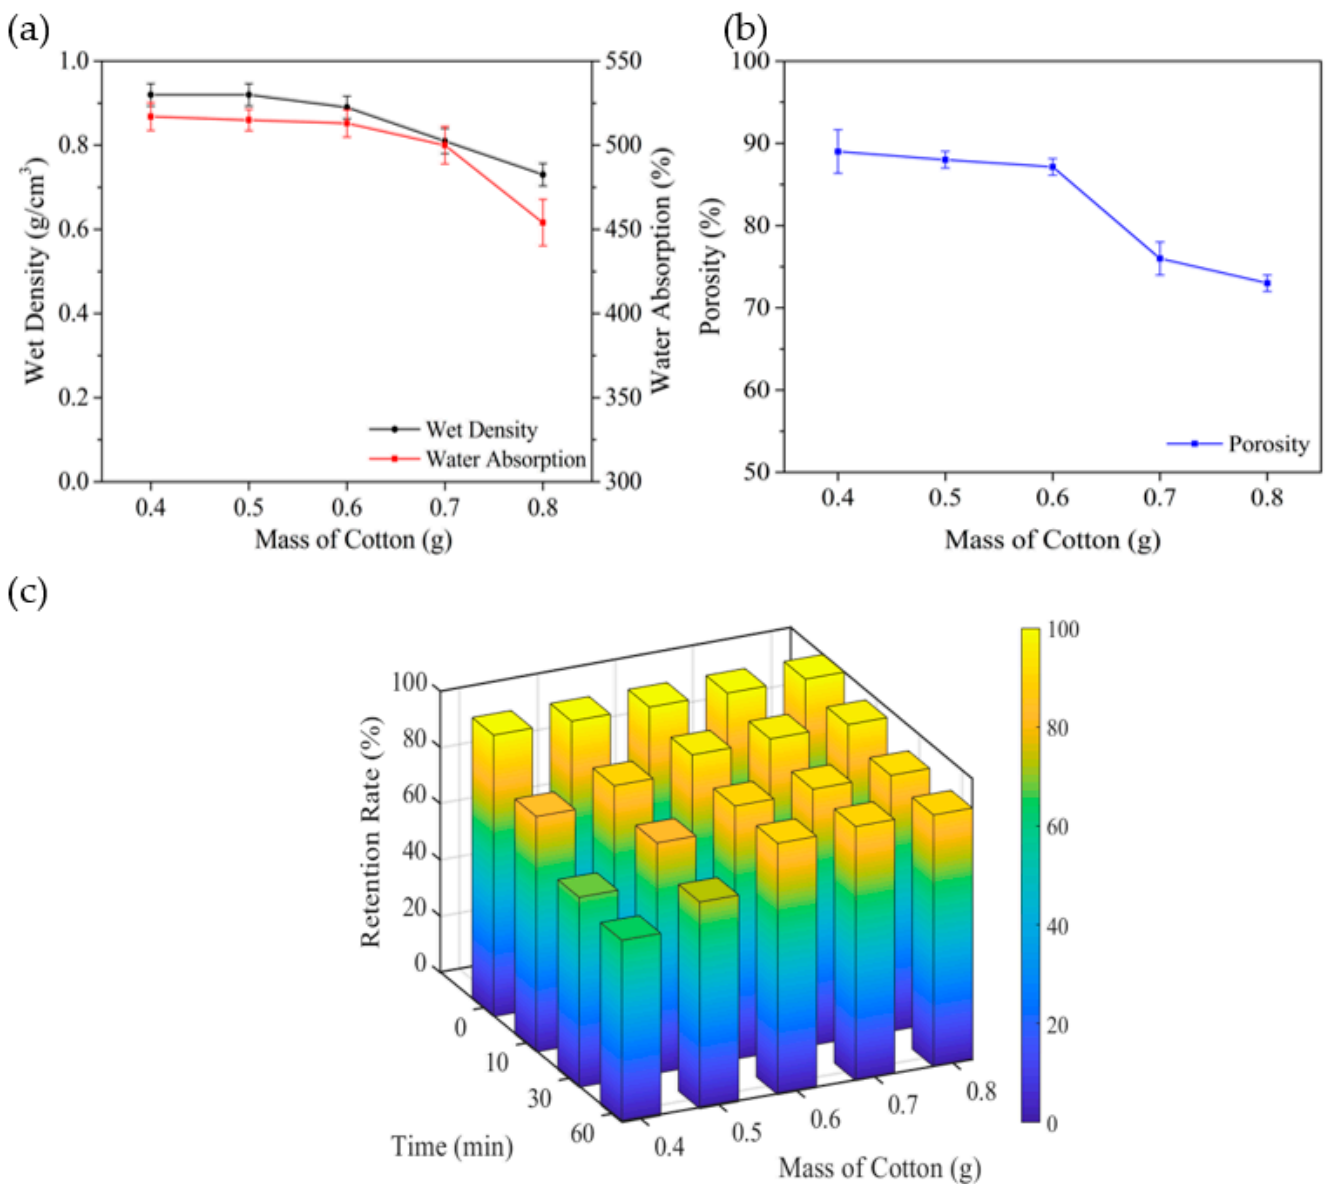 (a)
1.0
0.8
0.6
0.4
0.2
0.0
Wet Density (g/cm³)
550
500
450
400
350
300
Water Absorption (%)
Wet Density
Water Absorption
0.4 0.5 0.6 0.7 0.8
Mass of Cotton (g)
(b)
100
90
80
70
60
50
Porosity (%)
Porosity
0.4 0.5 0.6 0.7 0.8
Mass of Cotton (g)
(c)
100
80
60
40
20
0
Retention Rate (%)
0
10
30
60
Time (min)
0.4
0.5
0.6
0.7
0.8
Mass of Cotton (g)
100
80
60
40
20
0